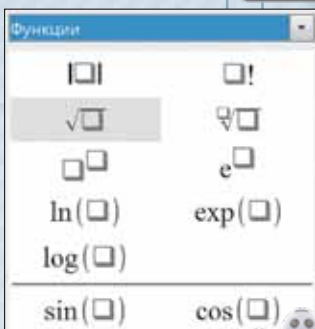 Функции
|□| □!
√□ ∜□
□^□ e^□
ln(□) exp(□)
log(□)
sin(□) cos(□)